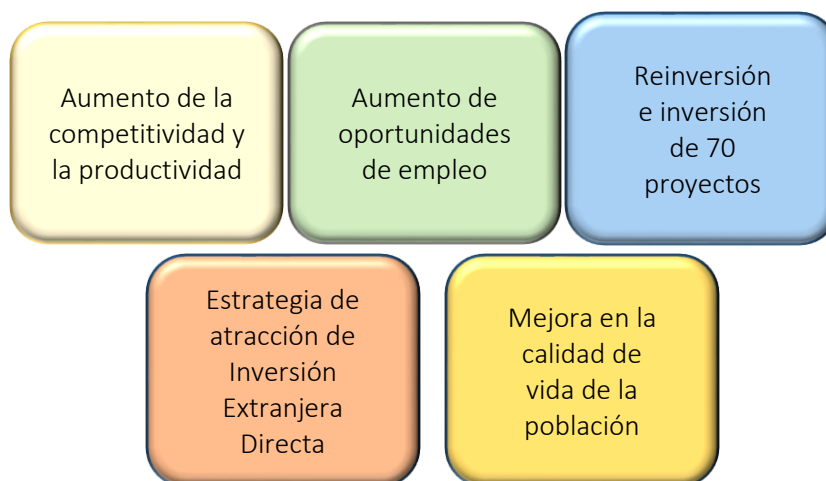 Aumento de la
competitividad y
la productividad
Aumento de
oportunidades
de empleo
Reinversión
e inversión
de 70
proyectos
Estrategia de
atracción de
Inversión
Extranjera
Directa
Mejora en la
calidad de
vida de la
población